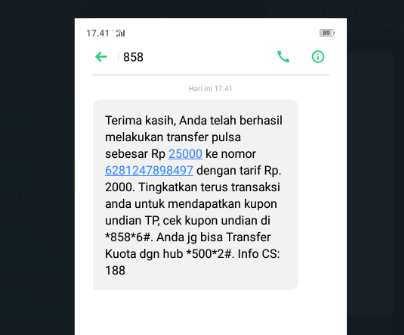 17.41
89
858
Hari ini 17.41
Terima kasih, Anda telah berhasil
melakukan transfer pulsa
sebesar Rp 25000 ke nomor
6281247898497 dengan tarif Rp.
2000. Tingkatkan terus transaksi
anda untuk mendapatkan kupon
undian TP, cek kupon undian di
*858*6#. Anda jg bisa Transfer
Kuota dgn hub *500*2#. Info CS:
188